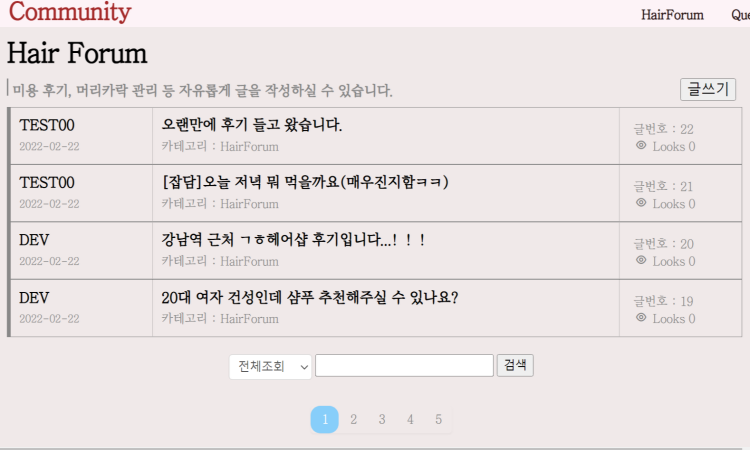 Community
HairForum
Hair Forum
미용 후기, 머리카락 관리 등 자유롭게 글을 작성하실 수 있습니다.
글쓰기
TEST00
2022-02-22
오랜만에 후기 들고 왔습니다.
카테고리 : HairForum
글번호 : 22
Looks 0
TEST00
2022-02-22
[잡담]오늘 저녁 뭐 먹을까요(매우진지함ㅋㅋ)
카테고리 : HairForum
글번호 : 21
Looks 0
DEV
2022-02-22
강남역 근처 ㄱㅎ헤어샵 후기입니다...! ! !
카테고리 : HairForum
글번호 : 20
Looks 0
DEV
2022-02-22
20대 여자 건성인데 샴푸 추천해주실 수 있나요?
카테고리 : HairForum
글번호 : 19
Looks 0
전체조회
검색
1 2 3 4 5